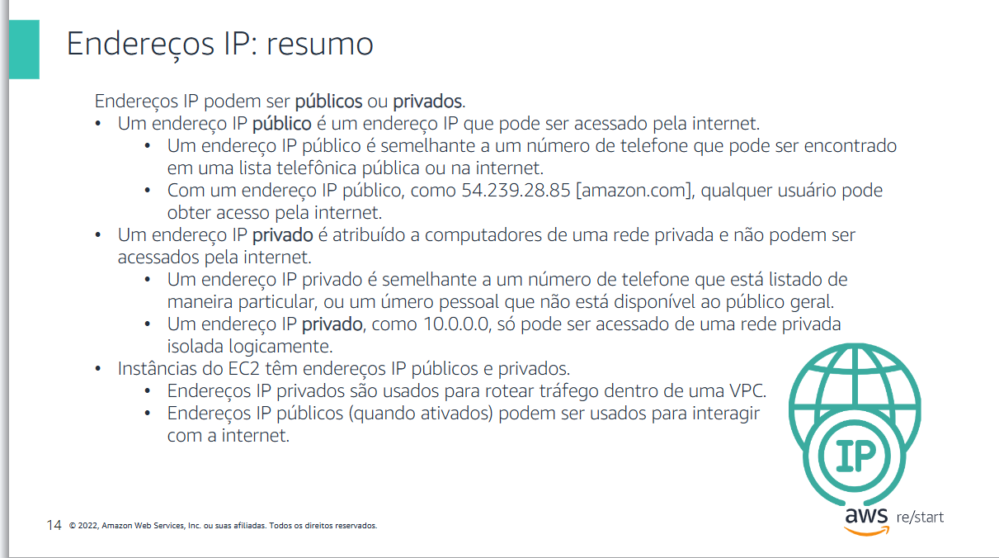 Endereços IP: resumo
Endereços IP podem ser públicos ou privados.
• Um endereço IP público é um endereço IP que pode ser acessado pela internet.
• Um endereço IP público é semelhante a um número de telefone que pode ser encontrado
em uma lista telefônica pública ou na internet.
• Com um endereço IP público, como 54.239.28.85 [amazon.com], qualquer usuário pode
obter acesso pela internet.
• Um endereço IP privado é atribuído a computadores de uma rede privada e não podem ser
acessados pela internet.
• Um endereço IP privado é semelhante a um número de telefone que está listado de
maneira particular, ou um úmero pessoal que não está disponível ao público geral.
• Um endereço IP privado, como 10.0.0.0, só pode ser acessado de uma rede privada
isolada logicamente.
• Instâncias do EC2 têm endereços IP públicos e privados.
• Endereços IP privados são usados para rotear tráfego dentro de uma VPC.
• Endereços IP públicos (quando ativados) podem ser usados para interagir
com a internet.
IP
14 © 2022, Amazon Web Services, Inc. ou suas afiliadas. Todos os direitos reservados.
aws re/start